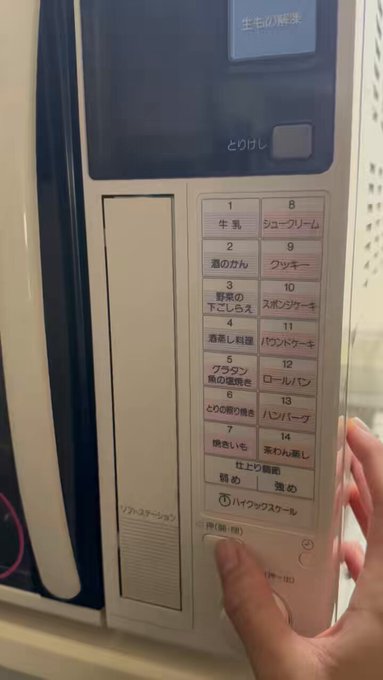 生もの解凍
とりけし
1
牛乳
8
シュークリーム
2
酒のかん
9
クッキー
3
野菜の
下ごしらえ
10
スポンジケーキ
4
酒蒸し料理
11
パウンドケーキ
5
グラタン
魚の塩焼き
12
ロールパン
6
とりの照り焼き
13
ハンバーグ
7
焼きいも
14
茶わん蒸し
仕上り調節
弱め
強め
ハイクックスケール
ソフトステーション